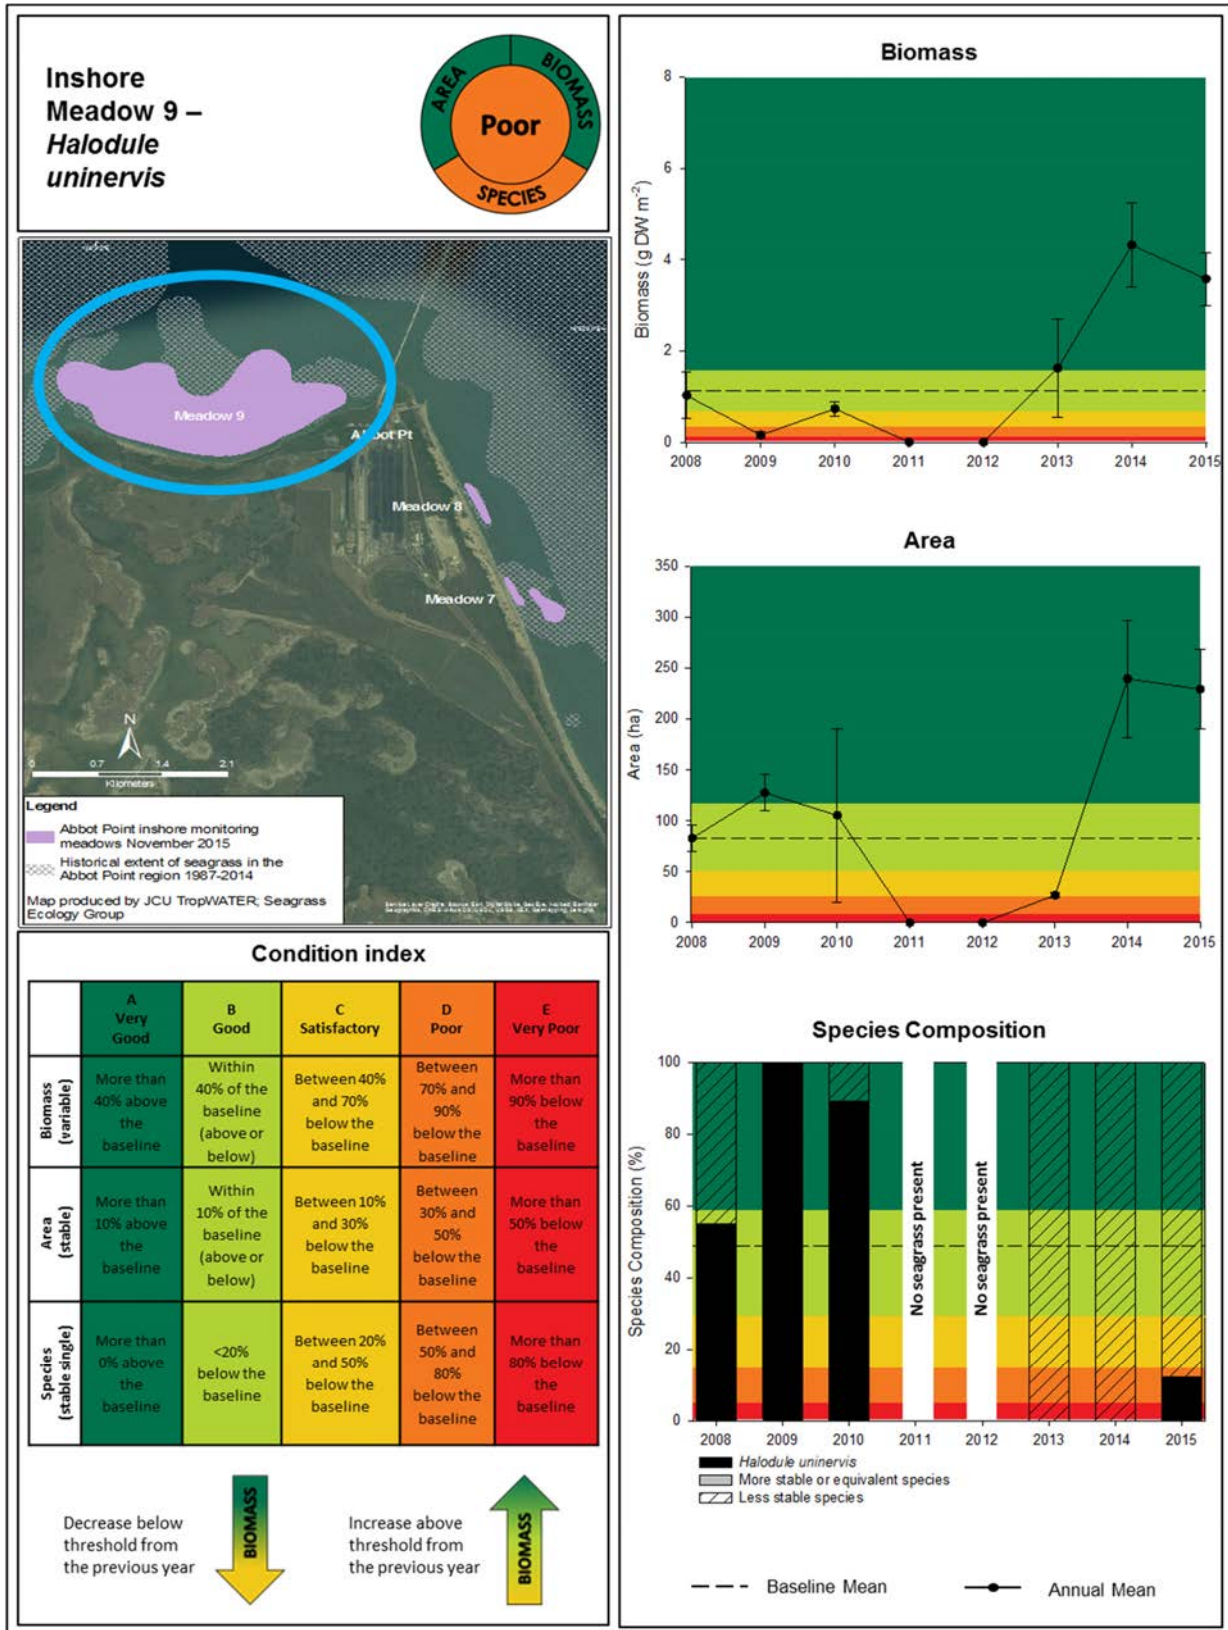 Inshore
Meadow 9 –
Halodule
uninervis
AREA
BIOMASS
Poor
SPECIES
Meadow 9
Abbot Pt
Meadow 8
Meadow 7
N
0 0.7 1.4 2.1
Kilometers
Legend
Abbot Point inshore monitoring
meadows November 2015
Historical extent of seagrass in the
Abbot Point region 1987-2014
Map produced by JCU TropWATER; Seagrass
Ecology Group
Condition index
A
Very
Good
B
Good
C
Satisfactory
D
Poor
E
Very Poor
Biomass
(variable)
More than
40% above
the
baseline
Within
40% of the
baseline
(above or
below)
Between 40%
and 70%
below the
baseline
Between
70% and
90%
below the
baseline
More than
90% below
the
baseline
Area
(stable)
More than
10% above
the
baseline
Within
10% of the
baseline
(above or
below)
Between 10%
and 30%
below the
baseline
Between
30% and
50%
below the
baseline
More than
50% below
the
baseline
Species
(stable single)
More than
0% above
the
baseline
<20%
below the
baseline
Between 20%
and 50%
below the
baseline
Between
50% and
80%
below the
baseline
More than
80% below
the
baseline
Decrease below
threshold from
the previous year
BIOMASS
Increase above
threshold from
the previous year
BIOMASS
Biomass
Biomass (g DW m⁻²)
8
6
4
2
0
2008 2009 2010 2011 2012 2013 2014 2015
Area
Area (ha)
350
300
250
200
150
100
50
0
2008 2009 2010 2011 2012 2013 2014 2015
Species Composition
Species Composition (%)
100
80
60
40
20
0
No seagrass present
No seagrass present
2008 2009 2010 2011 2012 2013 2014 2015
Halodule uninervis
More stable or equivalent species
Less stable species
Baseline Mean
Annual Mean